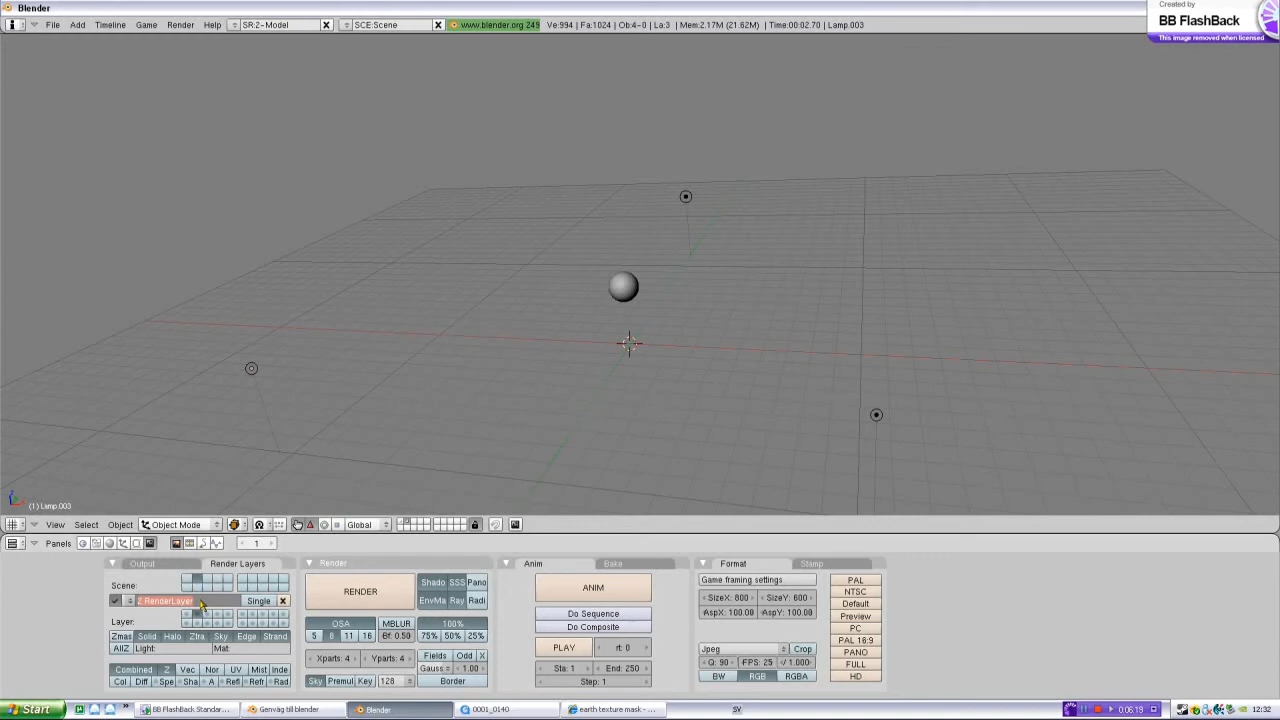 Blender
Created by
BB FlashBack
This image removed when licensed
File Add Timeline Game Render Help SR:2-Model SCE:Scene www.blender.org 249 Ve:994 | Fa:1024 | Ob:4-0 | La:3 | Mem:2.17M (21.62M) | Time:00:02.70 | Lamp.003
(1) Lamp.003
View Select Object Object Mode Global
Panels 1
Output Render Layers Render Anim Bake Format Stamp
Scene:
Z RenderLayer Single
Layer:
Zmas Solid Halo Ztra Sky Edge Strand
AllZ Light: Mat:
Combined Z Vec Nor UV Mist Inde
Col Diff Spe Sha A Refl Refr Rad
RENDER
Shado SSS Pano
EnvMa Ray Radi
OSA MBLUR 100%
5 8 11 16 Bf: 0.50 75% 50% 25%
Xparts: 4 Yparts: 4 Fields Odd X
Gauss 1.00
Sky Premul Key 128 Border
ANIM
Do Sequence
Do Composite
PLAY rt: 0
Sta: 1 End: 250
Step: 1
Game framing settings
SizeX: 800 SizeY: 600
AspX: 100.00 AspY: 100.00
Jpeg Crop
Q: 90 FPS: 25 /1.000
BW RGB RGBA
PAL
NTSC
Default
Preview
PC
PAL 16:9
PANO
FULL
HD
Start BB FlashBack Standar... Genväg till blender Blender 0001_0140 earth texture mask - ... SV 0:06:19 12:32